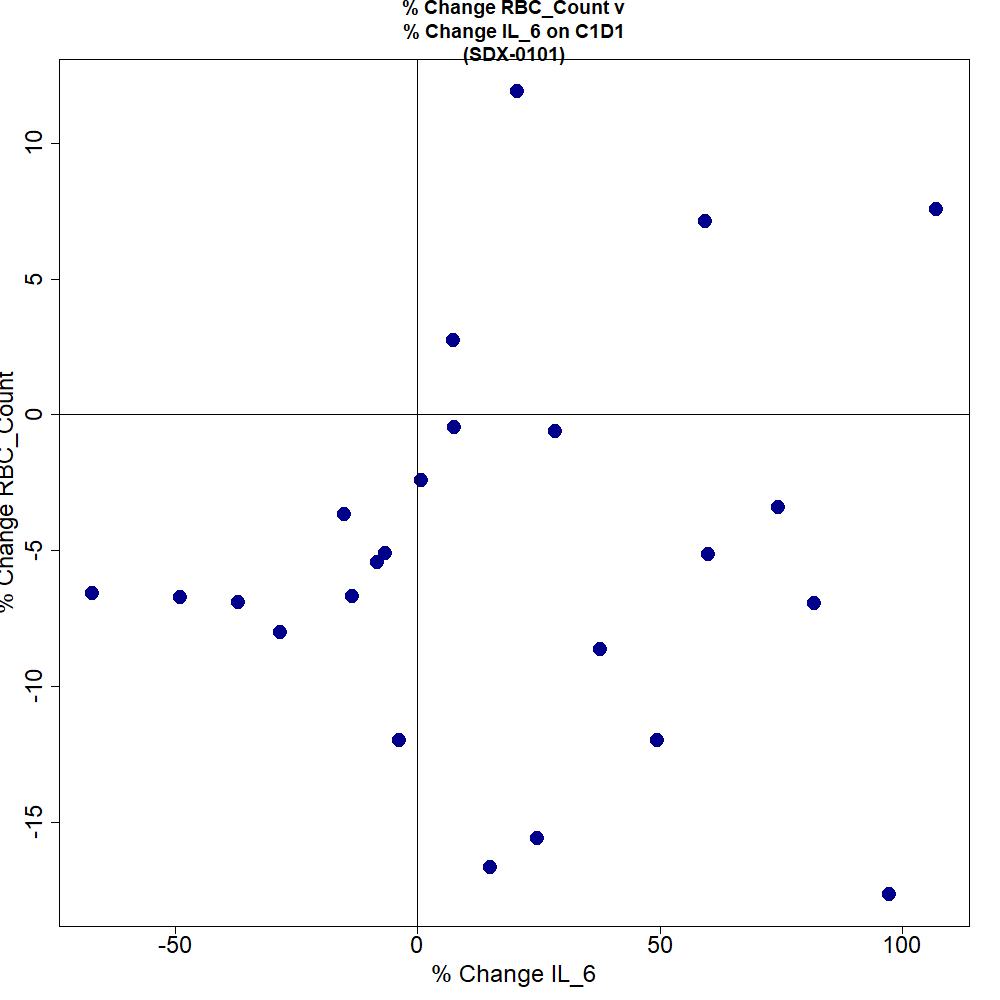 % Change RBC_Count v
% Change IL_6 on C1D1
(SDX-0101)
% Change RBC_Count
10
5
0
-5
-10
-15
-50
0
50
100
% Change IL_6